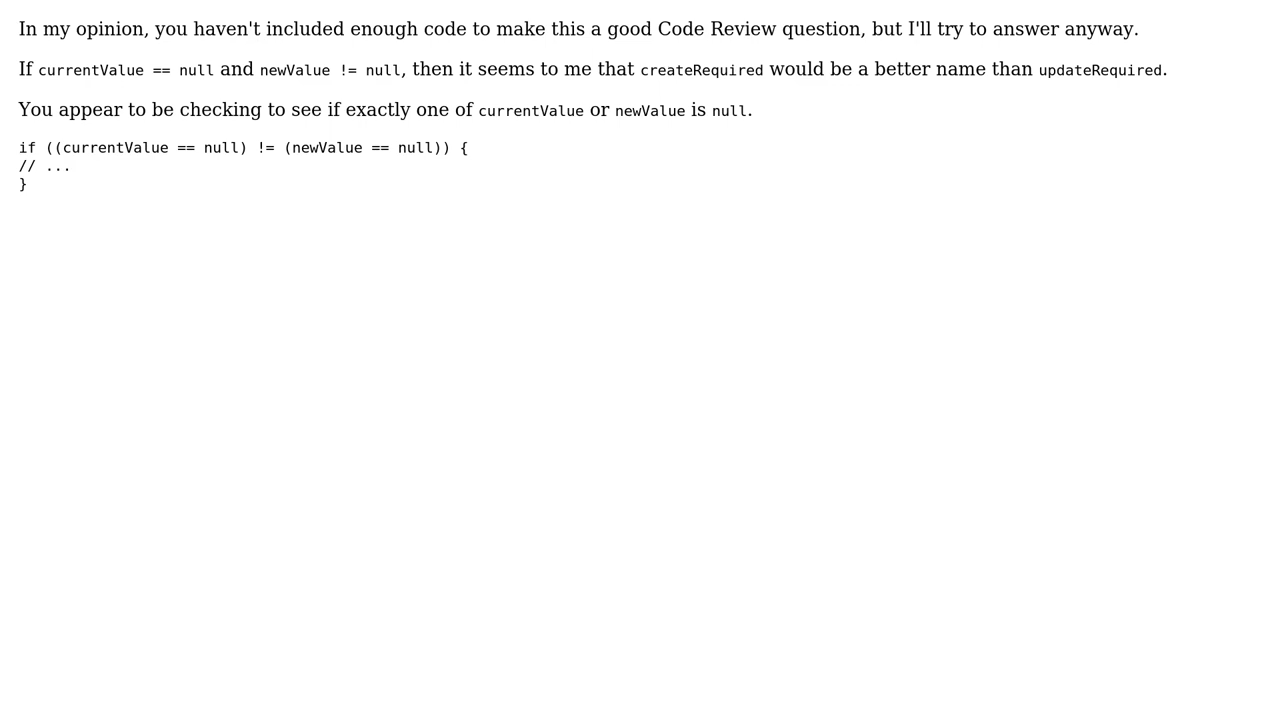 In my opinion, you haven't included enough code to make this a good Code Review question, but I'll try to answer anyway.
If currentValue == null and newValue != null, then it seems to me that createRequired would be a better name than updateRequired.
You appear to be checking to see if exactly one of currentValue or newValue is null.
if ((currentValue == null) != (newValue == null)) {
// ...
}